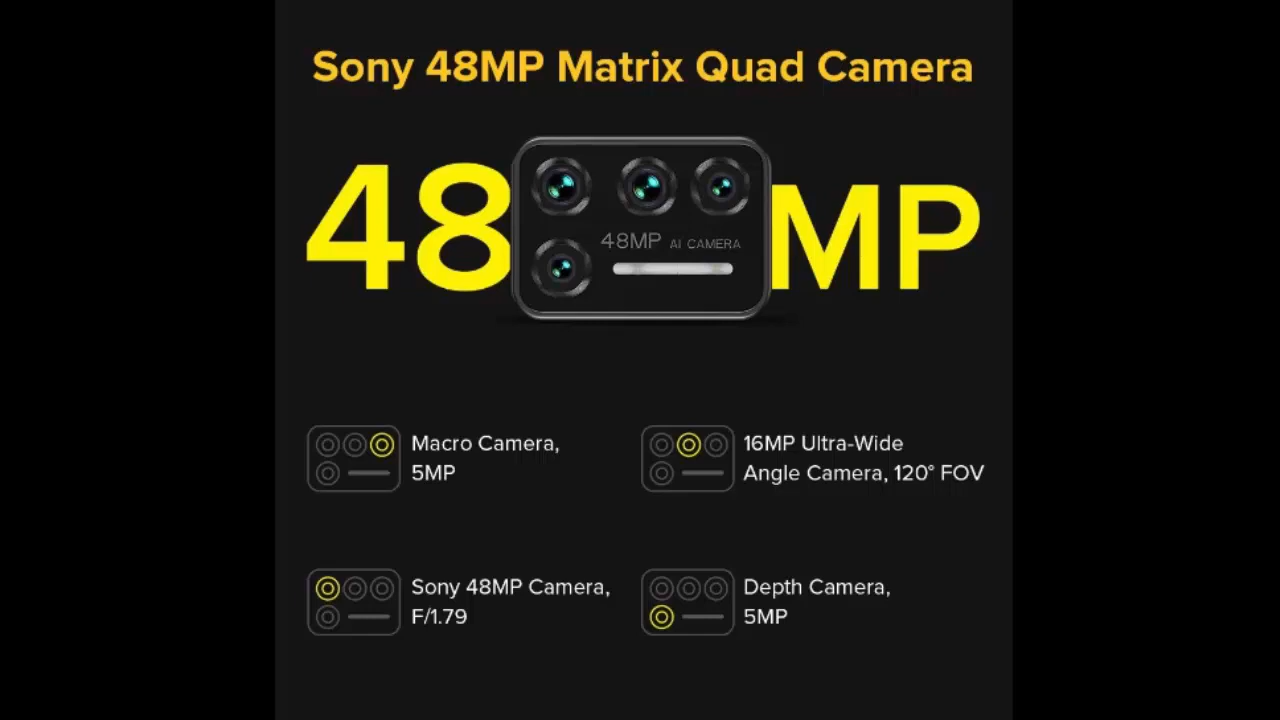 Sony 48MP Matrix Quad Camera
48 MP
48MP AI CAMERA
Macro Camera,
5MP
16MP Ultra-Wide
Angle Camera, 120° FOV
Sony 48MP Camera,
F/1.79
Depth Camera,
5MP